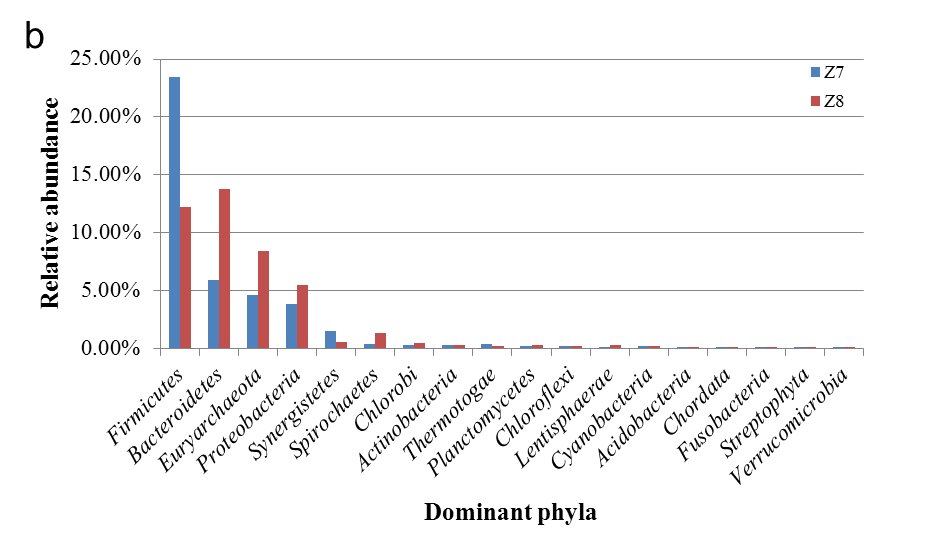 b
25.00%
20.00%
15.00%
10.00%
5.00%
0.00%
Relative abundance
Z7
Z8
Firmicutes
Bacteroidetes
Euryarchaeota
Proteobacteria
Synergistetes
Spirochaetes
Chlorobi
Actinobacteria
Thermotogae
Planctomycetes
Chloroflexi
Lentisphaerae
Cyanobacteria
Acidobacteria
Chordata
Fusobacteria
Streptophyta
Verrucomicrobia
Dominant phyla